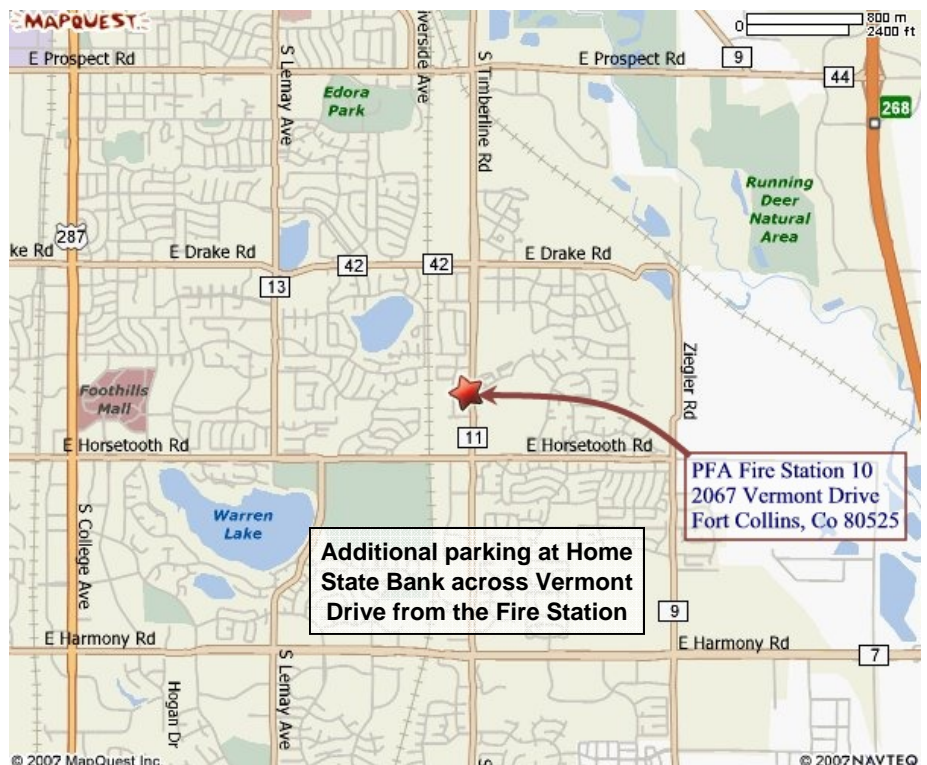 MAPQUEST.
800 m
0
2400 ft
E Prospect Rd
E Prospect Rd
9
44
268
S Lemay Ave
iverside Ave
S Timberline Rd
Edora
Park
Running
Deer
Natural
Area
287
ke Rd
E Drake Rd
42
42
E Drake Rd
13
Ziegler Rd
Foothills
Mall
11
E Horsetooth Rd
E Horsetooth Rd
PFA Fire Station 10
2067 Vermont Drive
Fort Collins, Co 80525
S College Ave
Warren
Lake
Additional parking at Home
State Bank across Vermont
Drive from the Fire Station
9
E Harmony Rd
E Harmony Rd
7
Hogan Dr
S Lemay Ave
© 2007 MapQuest Inc
© 2007 NAVTEQ